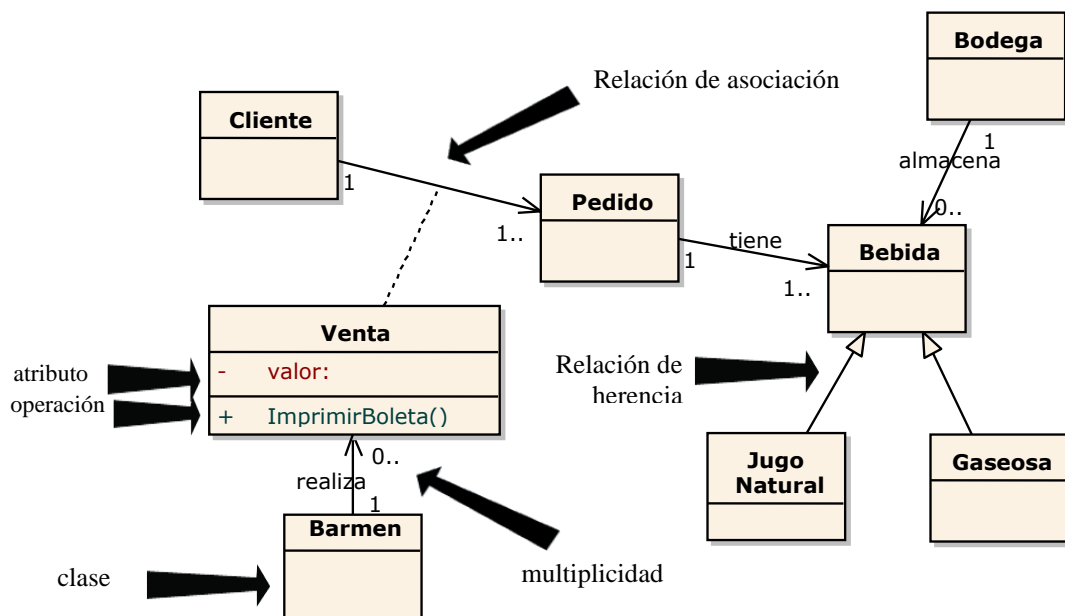 Bodega
Relación de asociación
Cliente
1
almacena
1
Pedido
1..
0..
tiene
Bebida
1
1..
Venta
- valor:
+ ImprimirBoleta()
atributo
operación
Relación de
herencia
0..
realiza
1
Jugo
Natural
Gaseosa
Barmen
multiplicidad
clase